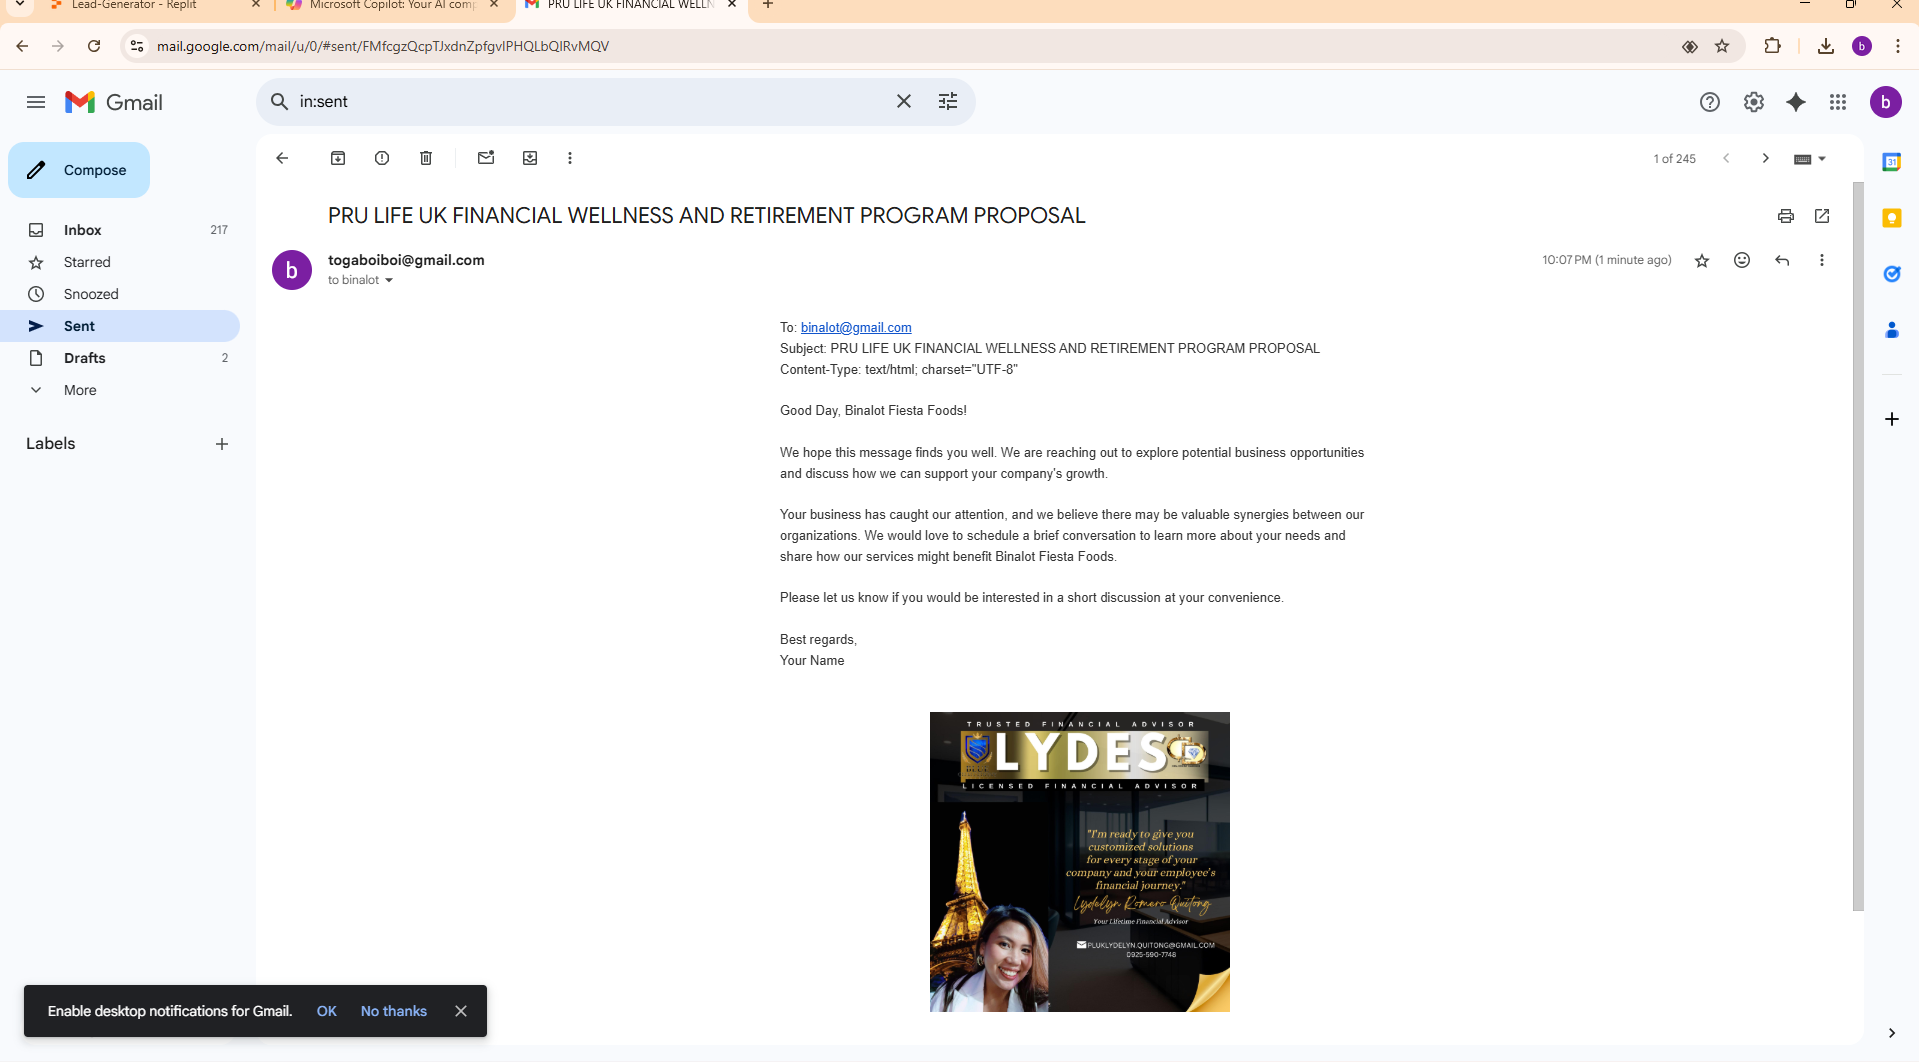 Lead-Generator - Replit
Microsoft Copilot: Your AI comp
PRU LIFE UK FINANCIAL WELLN
mail.google.com/mail/u/0/#sent/FMfcgzQcpTJxdnZpfgvlPHQLbQlRvMQV
b
Gmail
in:sent
b
Compose
1 of 245
31
Inbox 217
Starred
Snoozed
Sent
Drafts 2
More
Labels
PRU LIFE UK FINANCIAL WELLNESS AND RETIREMENT PROGRAM PROPOSAL
b
togaboiboi@gmail.com
to binalot
10:07 PM (1 minute ago)
To: binalot@gmail.com
Subject: PRU LIFE UK FINANCIAL WELLNESS AND RETIREMENT PROGRAM PROPOSAL
Content-Type: text/html; charset="UTF-8"
Good Day, Binalot Fiesta Foods!
We hope this message finds you well. We are reaching out to explore potential business opportunities
and discuss how we can support your company's growth.
Your business has caught our attention, and we believe there may be valuable synergies between our
organizations. We would love to schedule a brief conversation to learn more about your needs and
share how our services might benefit Binalot Fiesta Foods.
Please let us know if you would be interested in a short discussion at your convenience.
Best regards,
Your Name
TRUSTED FINANCIAL ADVISOR
LYDES
LICENSED FINANCIAL ADVISOR
"I'm ready to give you
customized solutions
for every stage of your
company and your employee's
financial journey."
Lydelyn Romero Quitong
Your Lifetime Financial Advisor
PLUKLYDELYN.QUITONG@GMAIL.COM
0925-590-7748
Enable desktop notifications for Gmail. OK No thanks